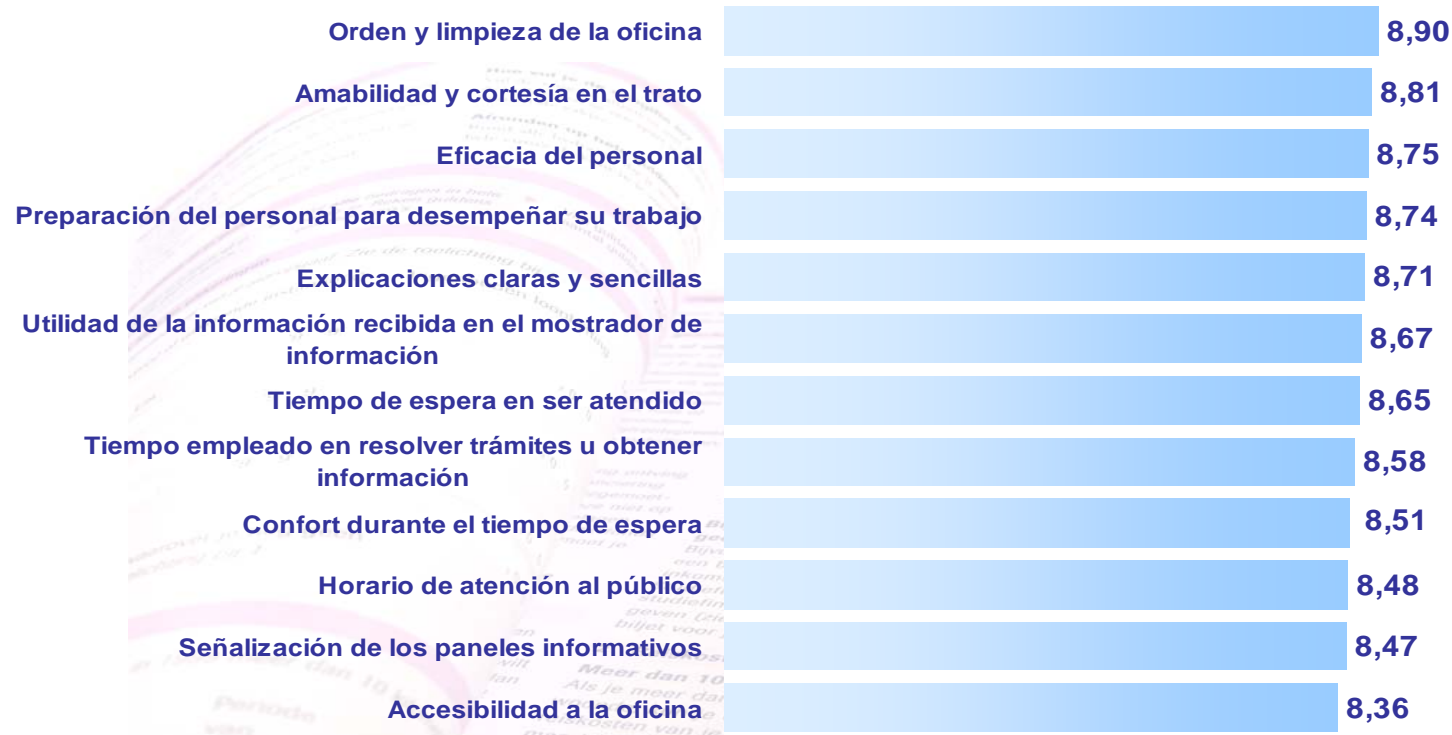 Orden y limpieza de la oficina 8,90
Amabilidad y cortesía en el trato 8,81
Eficacia del personal 8,75
Preparación del personal para desempeñar su trabajo 8,74
Explicaciones claras y sencillas 8,71
Utilidad de la información recibida en el mostrador de
información 8,67
Tiempo de espera en ser atendido 8,65
Tiempo empleado en resolver trámites u obtener
información 8,58
Confort durante el tiempo de espera 8,51
Horario de atención al público 8,48
Señalización de los paneles informativos 8,47
Accesibilidad a la oficina 8,36